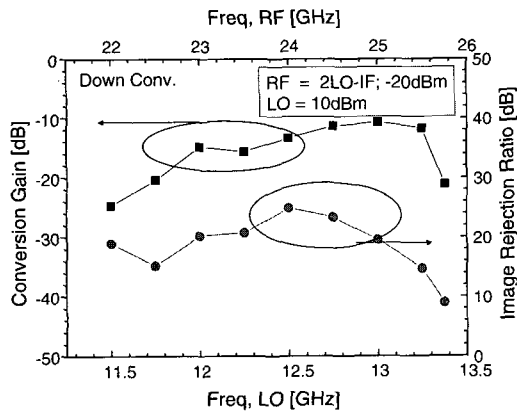 Freq, RF [GHz]
22 23 24 25 26
0 50
Down Conv.
RF = 2LO-IF; -20dBm
LO = 10dBm
-10 40
-20 30
-30 20
-40 10
-50 0
Conversion Gain [dB]
Image Rejection Ratio [dB]
11.5 12 12.5 13 13.5
Freq, LO [GHz]